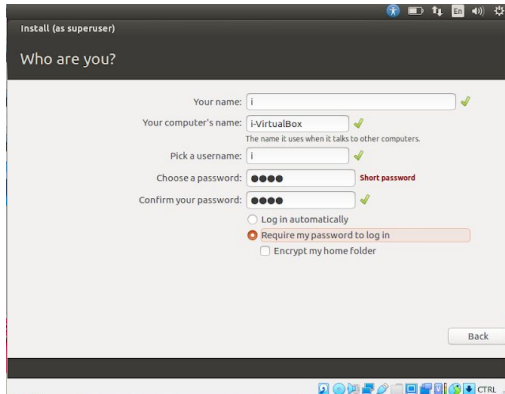 En
Install (as superuser)
Who are you?
Your name: i
Your computer's name: i-VirtualBox
The name it uses when it talks to other computers.
Pick a username: i
Choose a password: ●●●● Short password
Confirm your password: ●●●●
Log in automatically
Require my password to log in
Encrypt my home folder
Back
CTRL